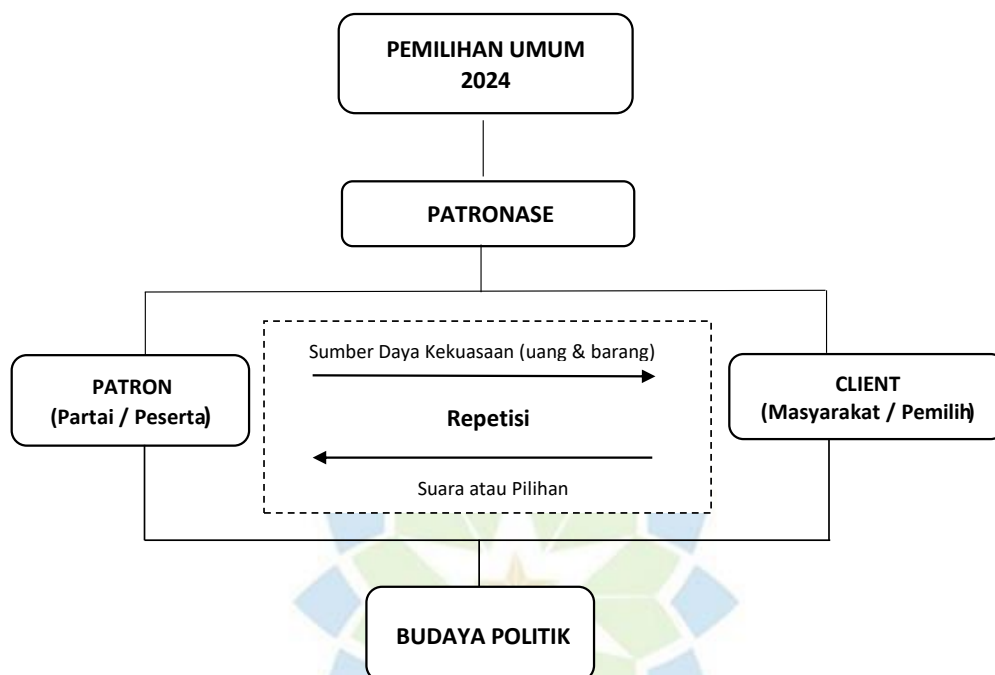 PEMILIHAN UMUM
2024
PATRONASE
Sumber Daya Kekuasaan (uang & barang)
PATRON
(Partai / Peserta)
Repetisi
CLIENT
(Masyarakat / Pemilih)
Suara atau Pilihan
BUDAYA POLITIK